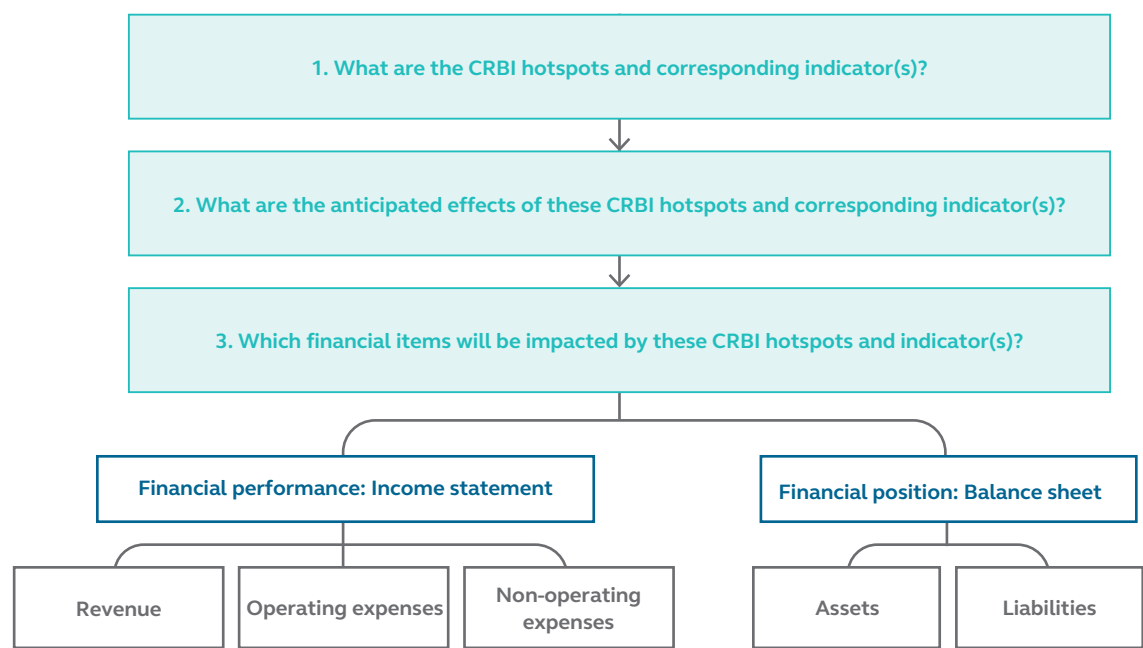 1. What are the CRBI hotspots and corresponding indicator(s)?
2. What are the anticipated effects of these CRBI hotspots and corresponding indicator(s)?
3. Which financial items will be impacted by these CRBI hotspots and indicator(s)?
Financial performance: Income statement
Financial position: Balance sheet
Revenue
Operating expenses
Non-operating
expenses
Assets
Liabilities